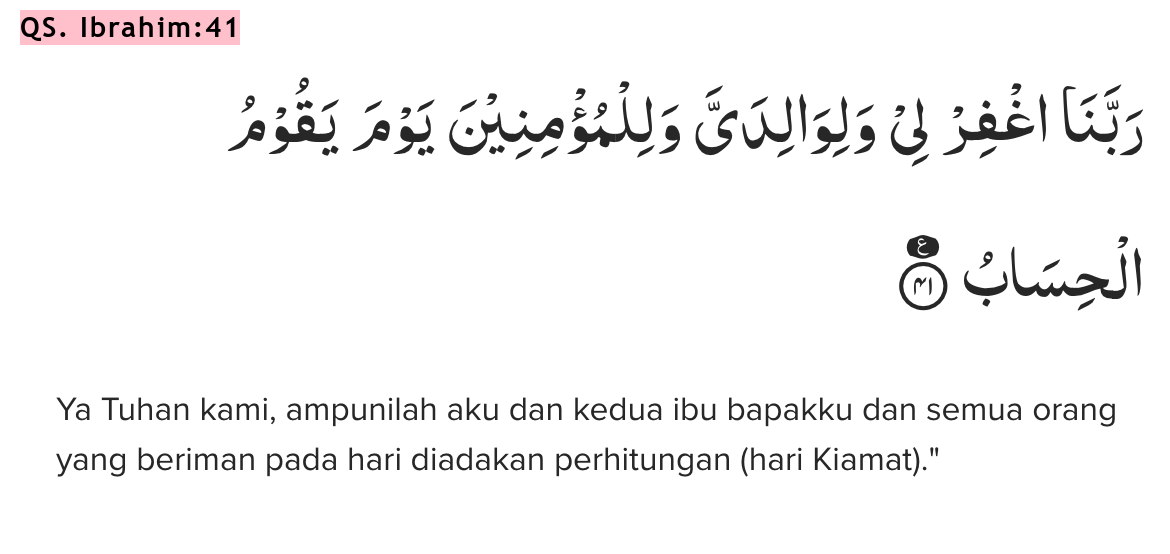 QS. Ibrahim:41
رَبَّنَا اغْفِرْ لِيْ وَلِوَالِدَيَّ وَلِلْمُؤْمِنِيْنَ يَوْمَ يَقُوْمُ
الْحِسَابُ ࣖ ٤١
Ya Tuhan kami, ampunilah aku dan kedua ibu bapakku dan semua orang
yang beriman pada hari diadakan perhitungan (hari Kiamat)."